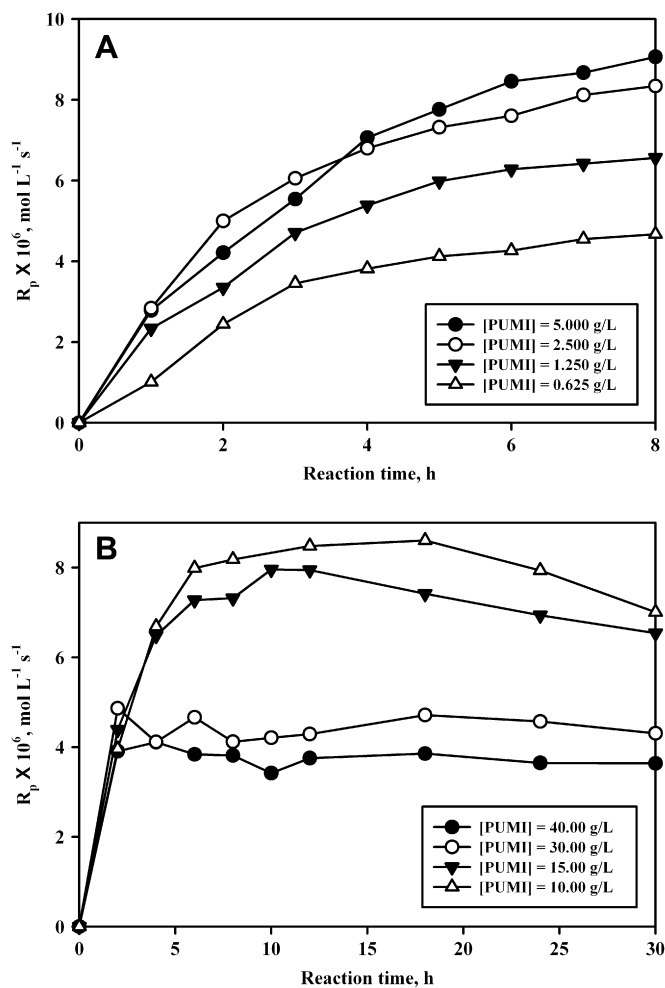 A
10
8
6
4
2
0
R_p X 10⁶, mol L⁻¹ s⁻¹
[PUMI] = 5.000 g/L
[PUMI] = 2.500 g/L
[PUMI] = 1.250 g/L
[PUMI] = 0.625 g/L
0 2 4 6 8
Reaction time, h
B
8
6
4
2
0
R_p X 10⁶, mol L⁻¹ s⁻¹
[PUMI] = 40.00 g/L
[PUMI] = 30.00 g/L
[PUMI] = 15.00 g/L
[PUMI] = 10.00 g/L
0 5 10 15 20 25 30
Reaction time, h